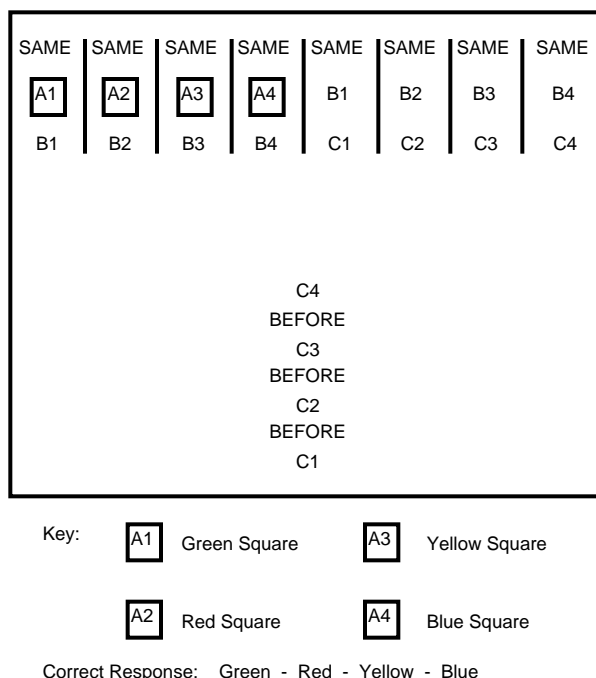 SAME SAME SAME SAME SAME SAME SAME SAME
A1 A2 A3 A4 B1 B2 B3 B4
B1 B2 B3 B4 C1 C2 C3 C4
C4
BEFORE
C3
BEFORE
C2
BEFORE
C1
Key: A1 Green Square A3 Yellow Square
A2 Red Square A4 Blue Square
Correct Response: Green - Red - Yellow - Blue